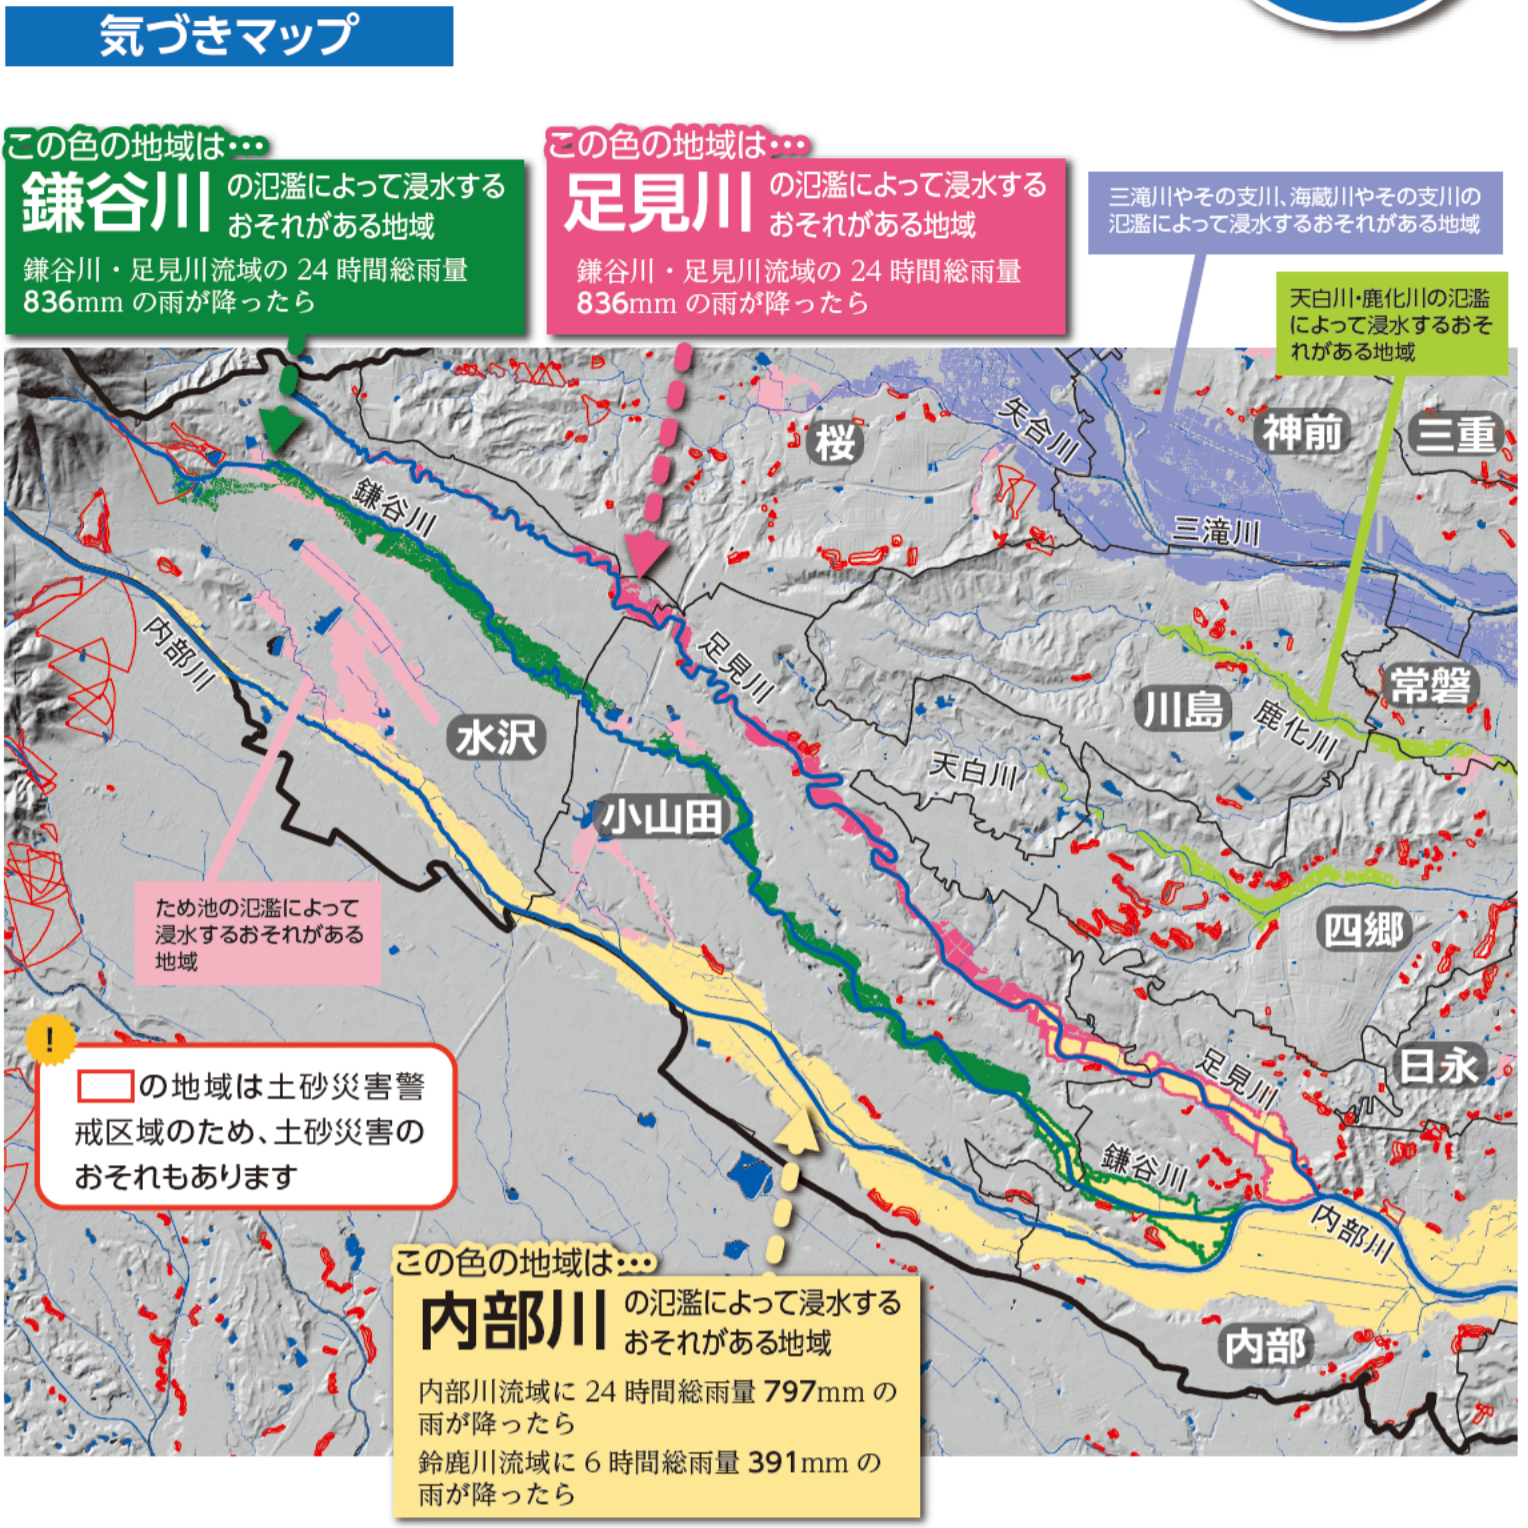 気づきマップ
この色の地域は…
鎌谷川
の氾濫によって浸水する
おそれがある地域
鎌谷川・足見川流域の 24 時間総雨量
836mm の雨が降ったら
この色の地域は…
足見川
の氾濫によって浸水する
おそれがある地域
鎌谷川・足見川流域の 24 時間総雨量
836mm の雨が降ったら
三滝川やその支川、海蔵川やその支川の
氾濫によって浸水するおそれがある地域
天白川・鹿化川の氾濫
によって浸水するおそ
れがある地域
桜
矢合川
神前
三重
鎌谷川
三滝川
内部川
足見川
水沢
川島
常磐
鹿化川
天白川
小山田
四郷
ため池の氾濫によって
浸水するおそれがある
地域
日永
足見川
!
の地域は土砂災害警
戒区域のため、土砂災害の
おそれもあります
鎌谷川
内部川
内部
この色の地域は…
内部川
の氾濫によって浸水する
おそれがある地域
内部川流域に 24 時間総雨量 797mm の
雨が降ったら
鈴鹿川流域に 6 時間総雨量 391mm の
雨が降ったら